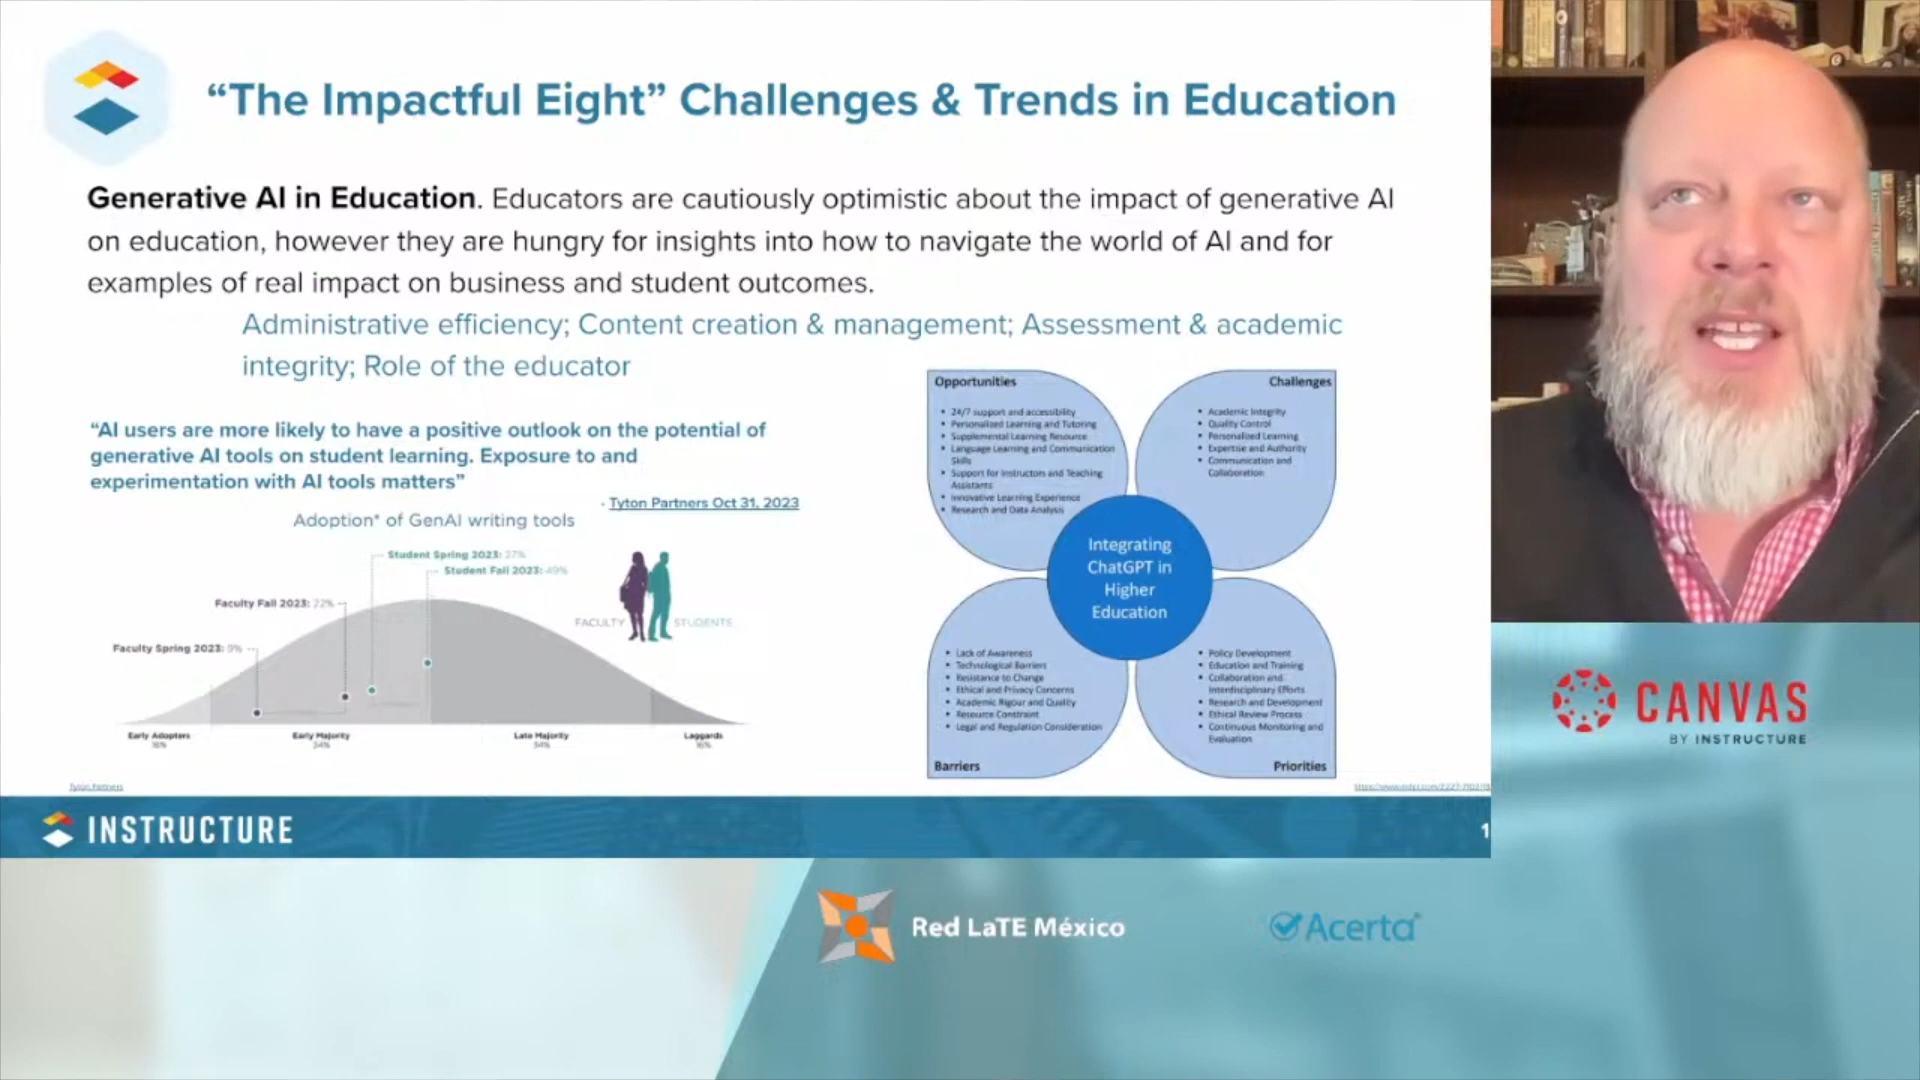 “The Impactful Eight” Challenges & Trends in Education
Generative AI in Education. Educators are cautiously optimistic about the impact of generative AI
on education, however they are hungry for insights into how to navigate the world of AI and for
examples of real impact on business and student outcomes.
Administrative efficiency; Content creation & management; Assessment & academic
integrity; Role of the educator
“AI users are more likely to have a positive outlook on the potential of
generative AI tools on student learning. Exposure to and
experimentation with AI tools matters”
- Tyton Partners Oct 31, 2023
Adoption* of GenAI writing tools
Student Spring 2023: 27%
Student Fall 2023: 49%
Faculty Fall 2023: 22%
Faculty Spring 2023: 9%
FACULTY
STUDENTS
Early Adopters
16%
Early Majority
34%
Late Majority
34%
Laggards
16%
Tyton Partners
Opportunities
• 24/7 support and accessibility
• Personalized Learning and Tutoring
• Supplemental Learning Resource
• Language Learning and Communication
Skills
• Support for Instructors and Teaching
Assistants
• Innovative Learning Experience
• Research and Data Analysis
Challenges
• Academic Integrity
• Quality Control
• Personalized Learning
• Expertise and Authority
• Communication and
Collaboration
Integrating
ChatGPT in
Higher
Education
• Lack of Awareness
• Technological Barriers
• Resistance to Change
• Ethical and Privacy Concerns
• Academic Rigour and Quality
• Resource Constraint
• Legal and Regulation Consideration
Barriers
• Policy Development
• Education and Training
• Collaboration and
Interdisciplinary Efforts
• Research and Development
• Ethical Review Process
• Continuous Monitoring and
Evaluation
Priorities
INSTRUCTURE
1
CANVAS
BY INSTRUCTURE
Red LaTE México
Acerta